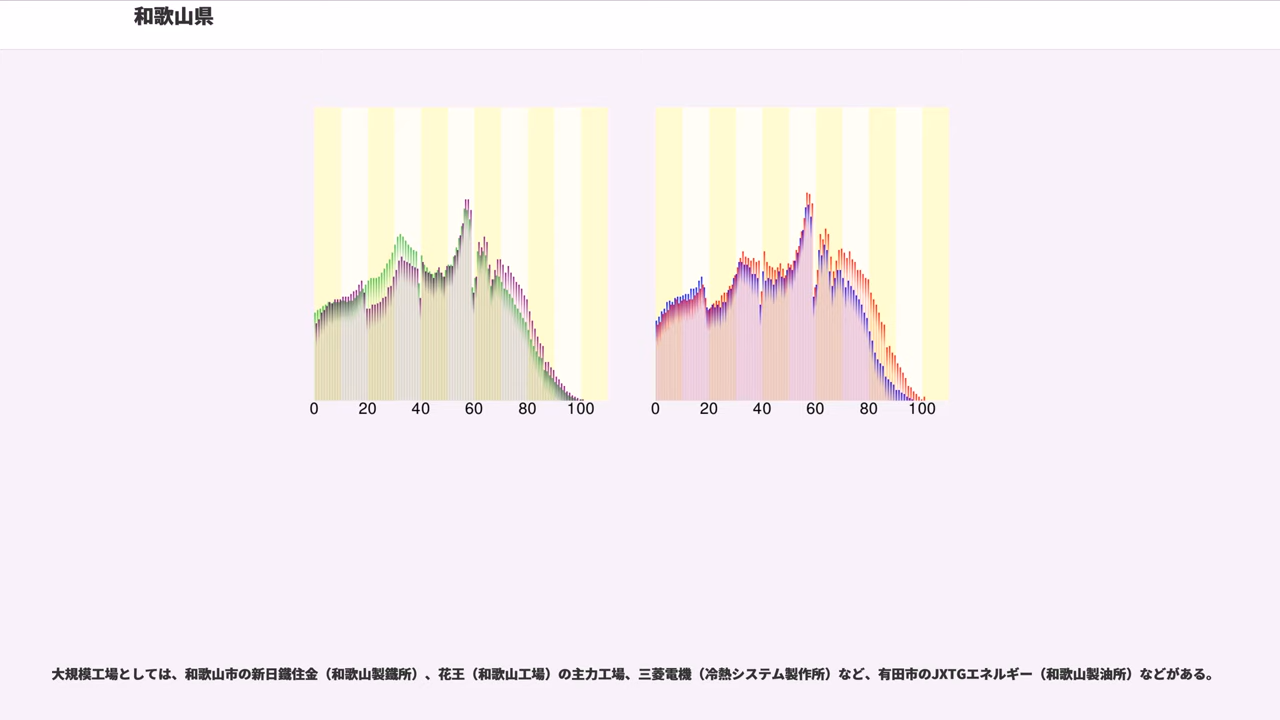 和歌山県
0 20 40 60 80 100
0 20 40 60 80 100
大規模工場としては、和歌山市の新日鐵住金（和歌山製鐵所）、花王（和歌山工場）の主力工場、三菱電機（冷熱システム製作所）など、有田市のJXTGエネルギー（和歌山製油所）などがある。